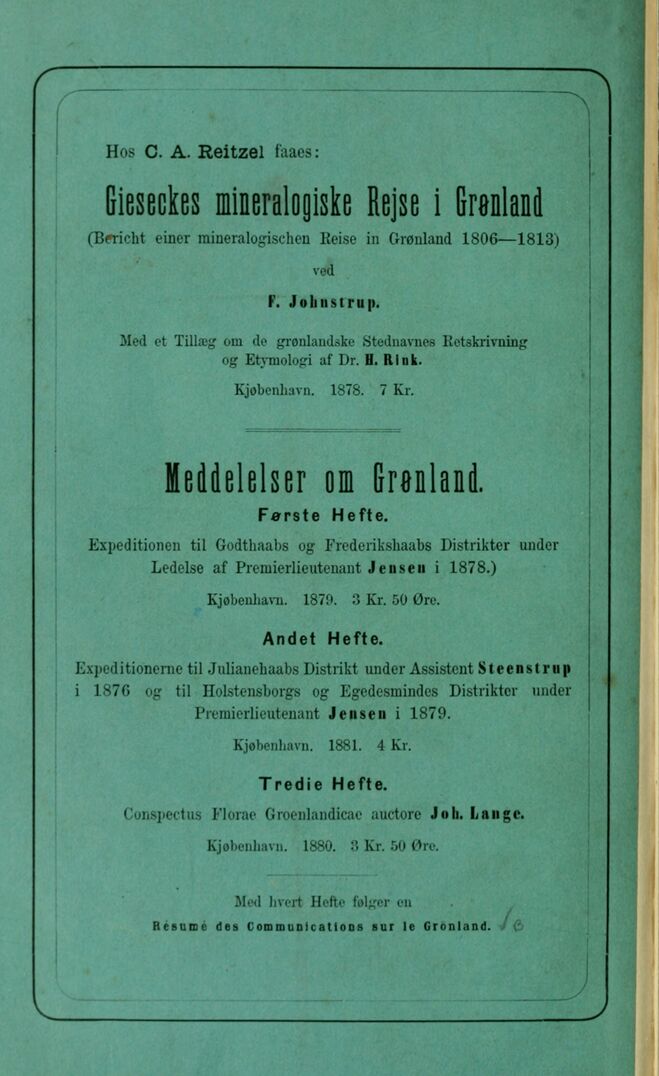 Hos C. A. Reitzel faaes:
Gieseckes mineralogiske Rejse i Grønland
(Bericht einer mineralogischen Reise in Grønland 1806—1813)
ved
F. Johnstrup.
Med et Tillæg om de grønlandske Stednavnes Retskrivning
og Etymologi af Dr. H. Rink.
Kjøbenhavn. 1878. 7 Kr.
Meddelelser om Grønland.
Første Hefte.
Expeditionen til Godthaabs og Frederikshaabs Distrikter under
Ledelse af Premierlieutenant Jensen i 1878.)
Kjøbenhavn. 1879. 3 Kr. 50 Øre.
Andet Hefte.
Expeditionerne til Julianehaabs Distrikt under Assistent Steenstrup
i 1876 og til Holstensborgs og Egedesmindes Distrikter under
Premierlieutenant Jensen i 1879.
Kjøbenhavn. 1881. 4 Kr.
Tredie Hefte.
Conspectus Florae Groenlandicae auctore Joh. Lange.
Kjøbenhavn. 1880. 3 Kr. 50 Øre.
Med hvert Hefte følger en
Résumé des Communications sur le Grönland.